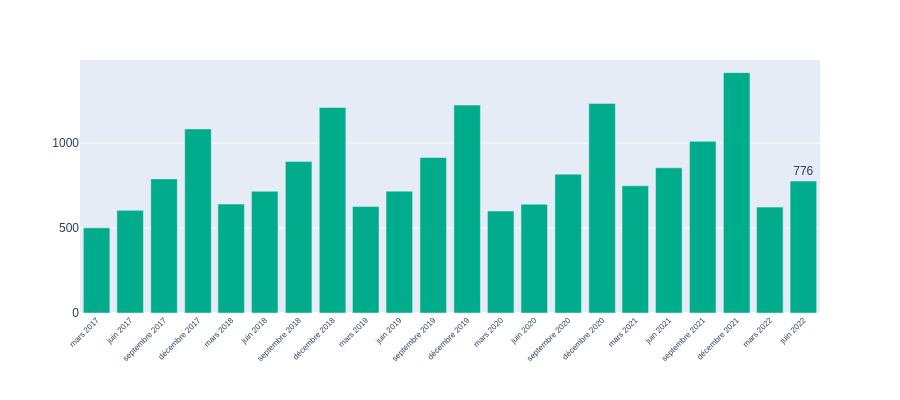 1000
500
0
776
mars 2017
juin 2017
septembre 2017
décembre 2017
mars 2018
juin 2018
septembre 2018
décembre 2018
mars 2019
juin 2019
septembre 2019
décembre 2019
mars 2020
juin 2020
septembre 2020
décembre 2020
mars 2021
juin 2021
septembre 2021
décembre 2021
mars 2022
juin 2022